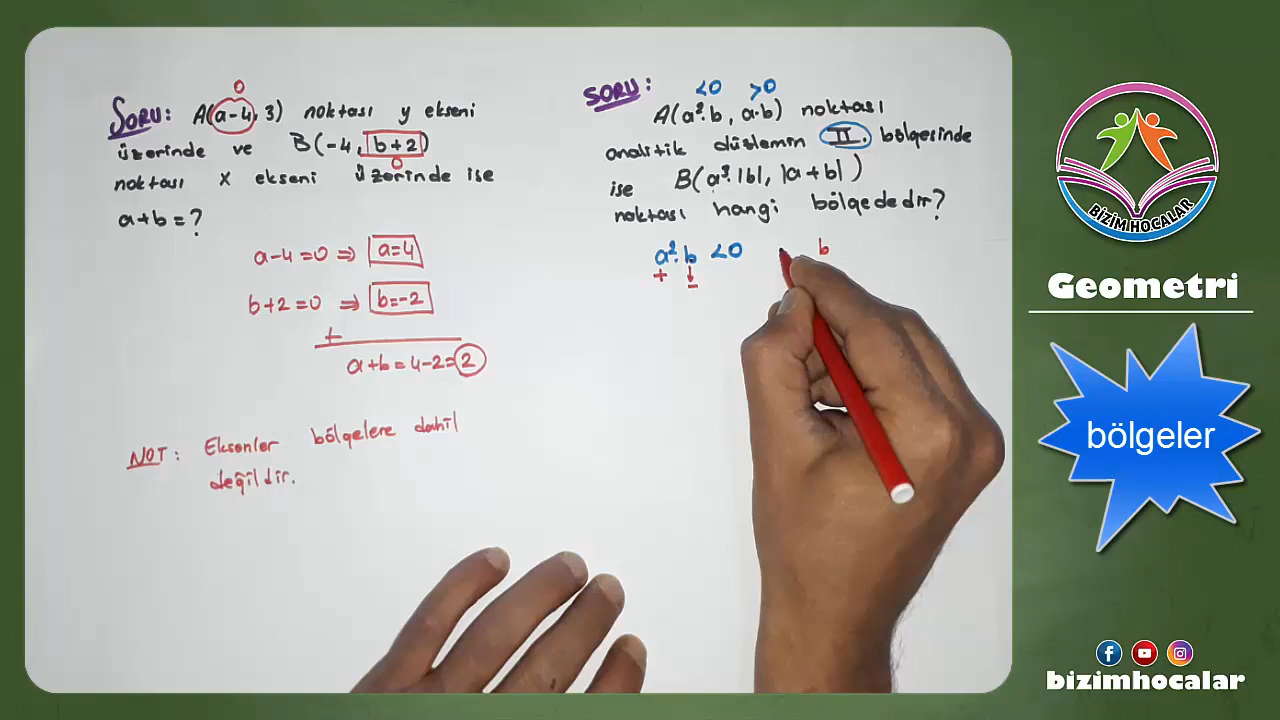 SORU: A(a-4, 3) noktası y ekseni
0
üzerinde ve B(-4, b+2)
0
noktası x ekseni üzerinde ise
a+b=?
a-4=0 ⇒ a=4
b+2=0 ⇒ b=-2
+
a+b=4-2=2
NOT: Eksenler bölgelere dahil
değildir.
SORU: <0 >0
A(a².b, a.b) noktası
analitik düzlemin II. bölgesinde
ise B(a³.|b|, |a+b|)
noktası hangi bölgededir?
a².b <0 b
+ -
BİZİM HOCALAR
Geometri
bölgeler
bizimhocalar